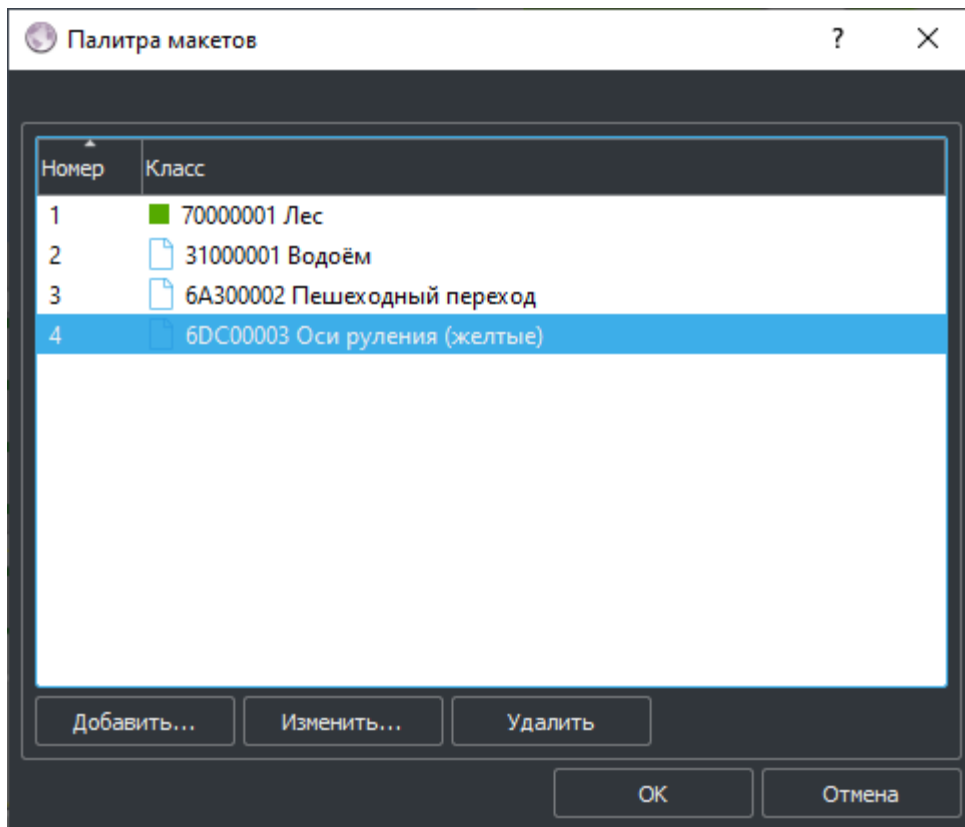 Палитра макетов ?
Номер Класс
1 70000001 Лес
2 31000001 Водоём
3 6A300002 Пешеходный переход
4 6DC00003 Оси руления (желтые)
Добавить... Изменить... Удалить
OK Отмена